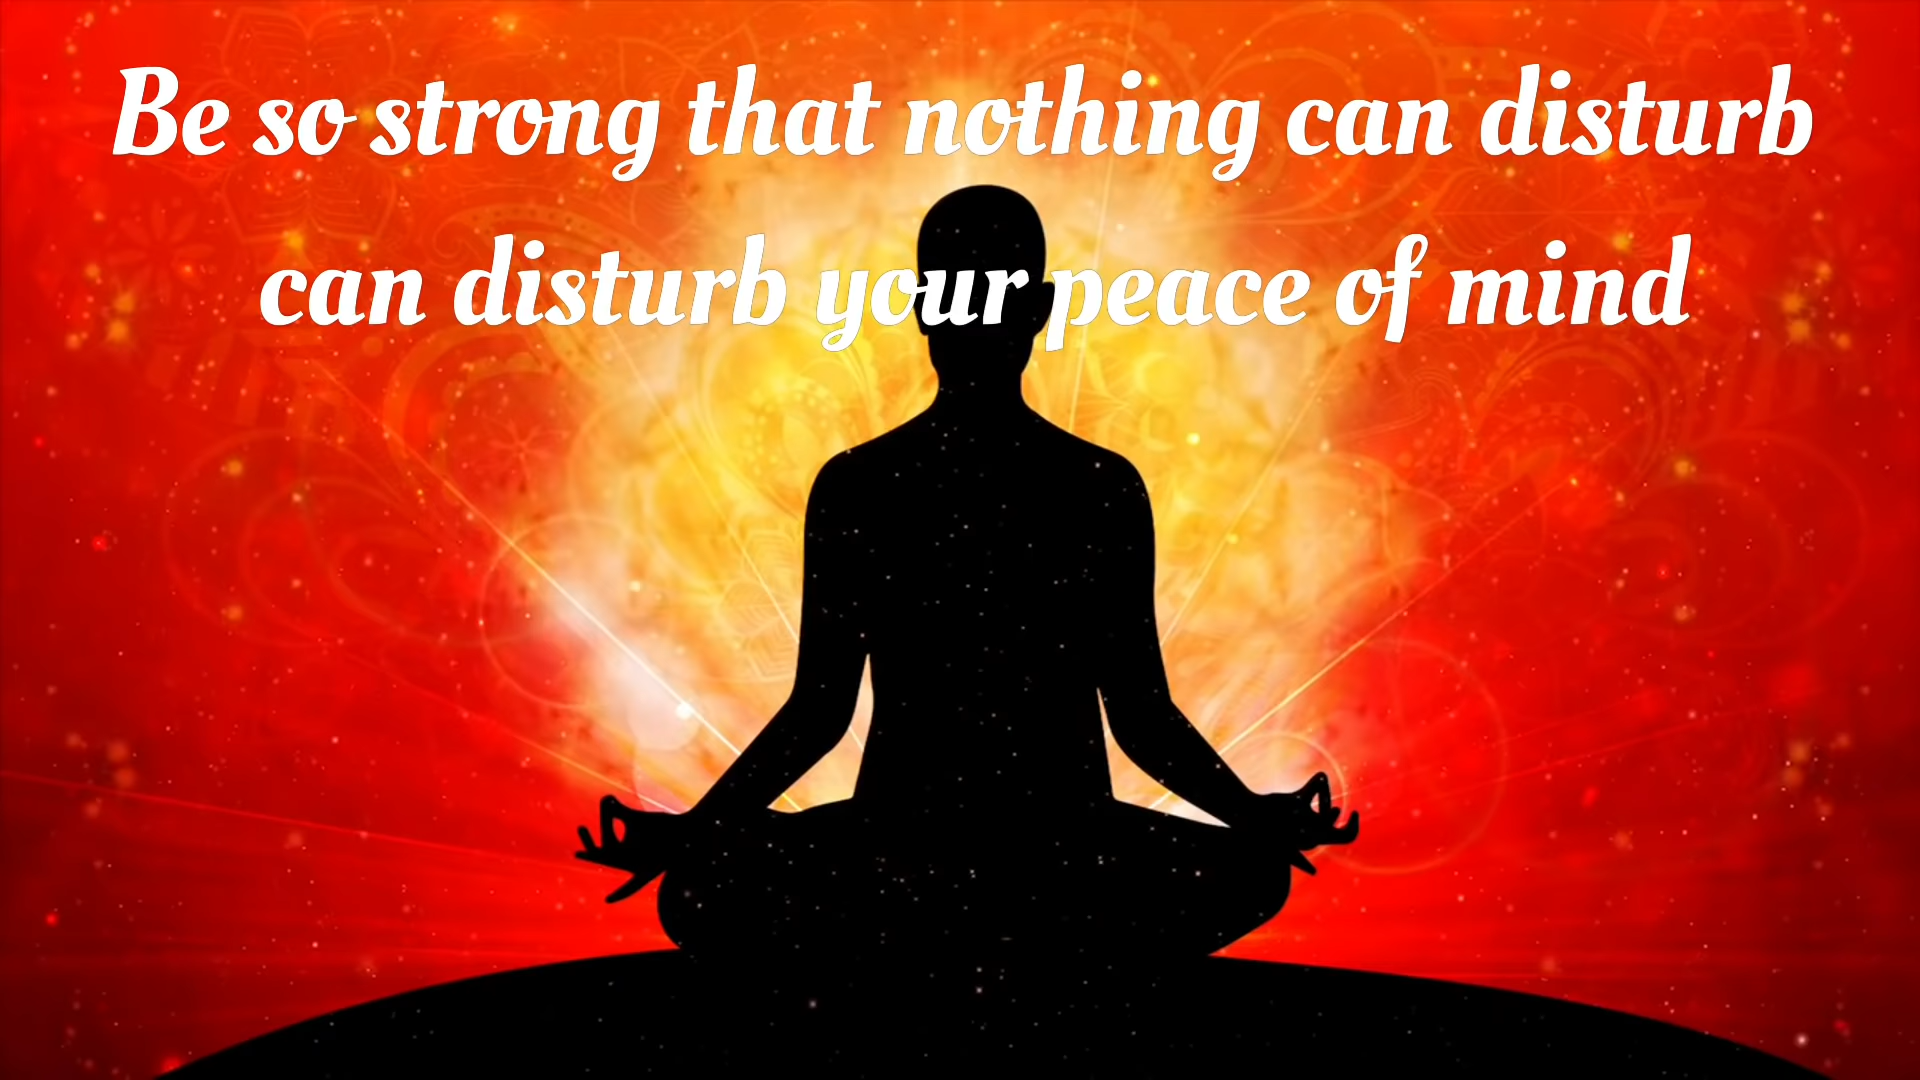 Be so strong that nothing can disturb
can disturb your peace of mind